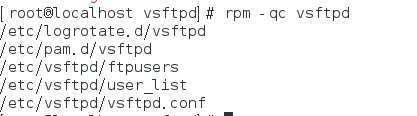 [root@localhost vsftpd]# rpm -qc vsftpd
/etc/logrotate.d/vsftpd
/etc/pam.d/vsftpd
/etc/vsftpd/ftpusers
/etc/vsftpd/user_list
/etc/vsftpd/vsftpd.conf